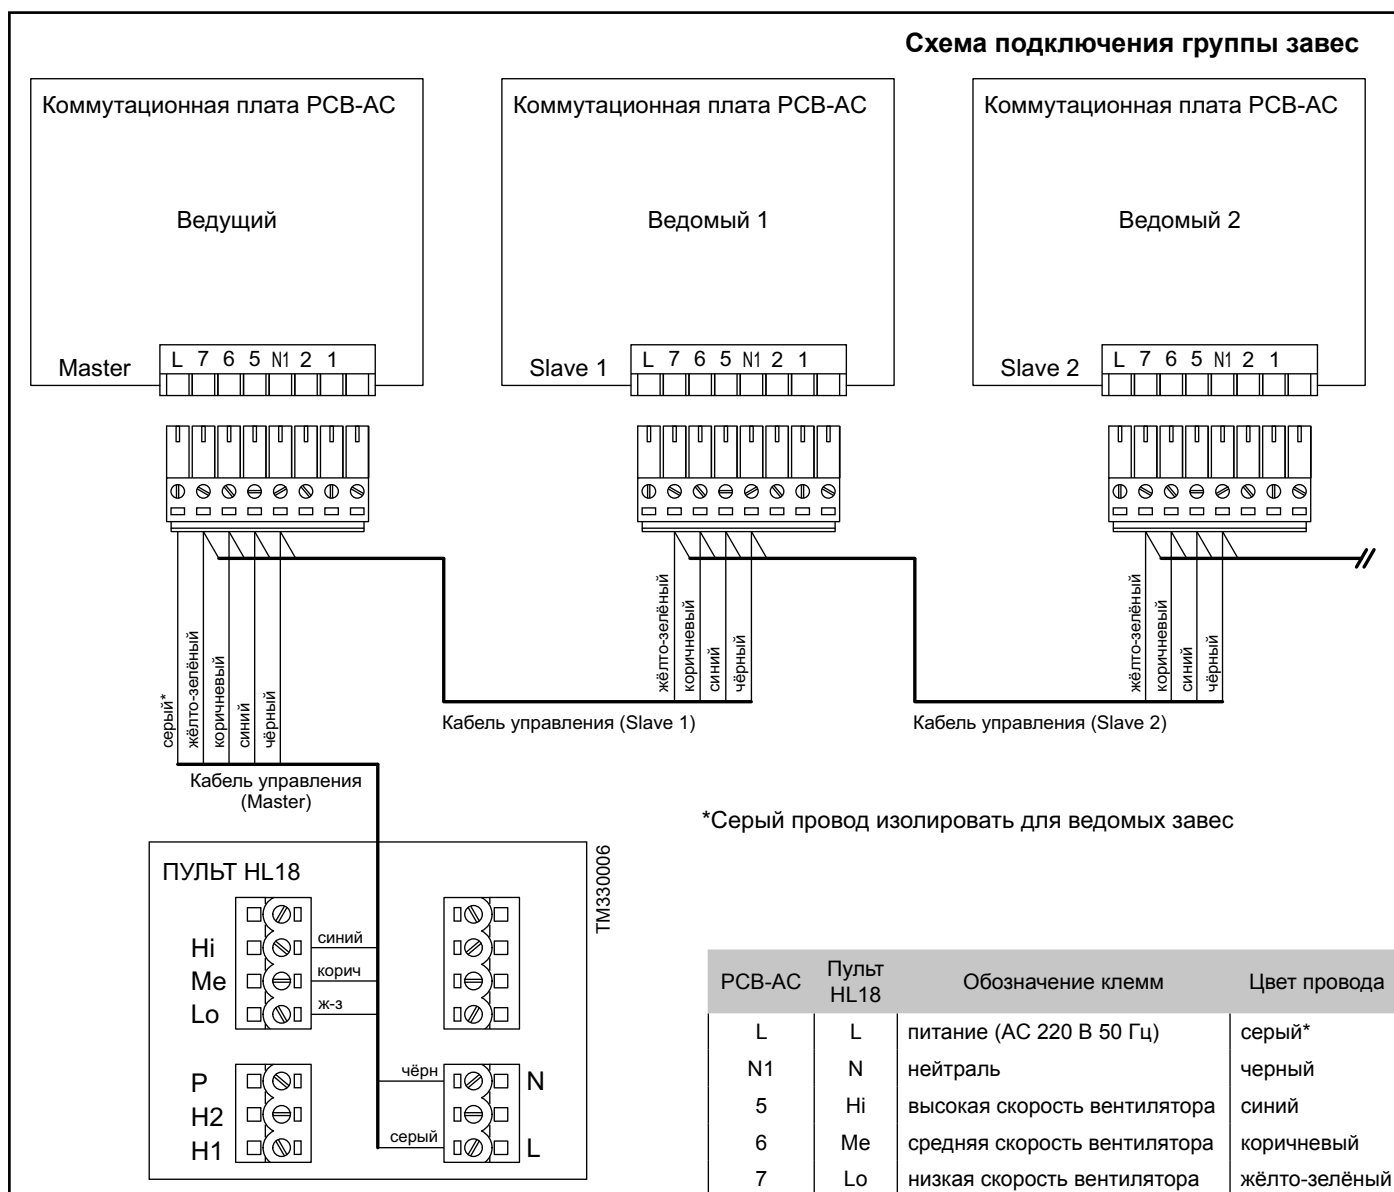 Схема подключения группы завес
Коммутационная плата PCB-AC
Ведущий
Master
L 7 6 5 N1 2 1
Коммутационная плата PCB-AC
Ведомый 1
Slave 1
L 7 6 5 N1 2 1
Коммутационная плата PCB-AC
Ведомый 2
Slave 2
L 7 6 5 N1 2 1
серый*
жёлто-зелёный
коричневый
синий
чёрный
жёлто-зелёный
коричневый
синий
чёрный
жёлто-зелёный
коричневый
синий
чёрный
Кабель управления (Slave 1)
Кабель управления (Slave 2)
Кабель управления
(Master)
*Серый провод изолировать для ведомых завес
ПУЛЬТ HL18
TM330006
Hi
синий
Me
корич
Lo
ж-з
P
H2
H1
чёрн
N
серый
L
PCB-AC Пульт HL18 Обозначение клемм Цвет провода
L L питание (AC 220 В 50 Гц) серый*
N1 N нейтраль черный
5 Hi высокая скорость вентилятора синий
6 Me средняя скорость вентилятора коричневый
7 Lo низкая скорость вентилятора жёлто-зелёный